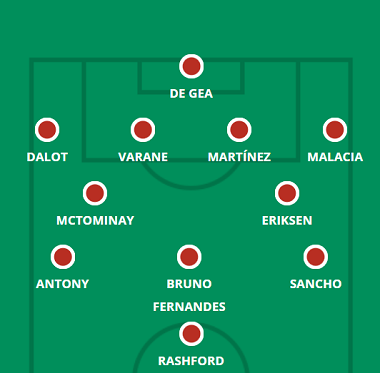 DE GEA
DALOT VARANE MARTÍNEZ MALACIA
MCTOMINAY ERIKSEN
ANTONY BRUNO FERNANDES SANCHO
RASHFORD